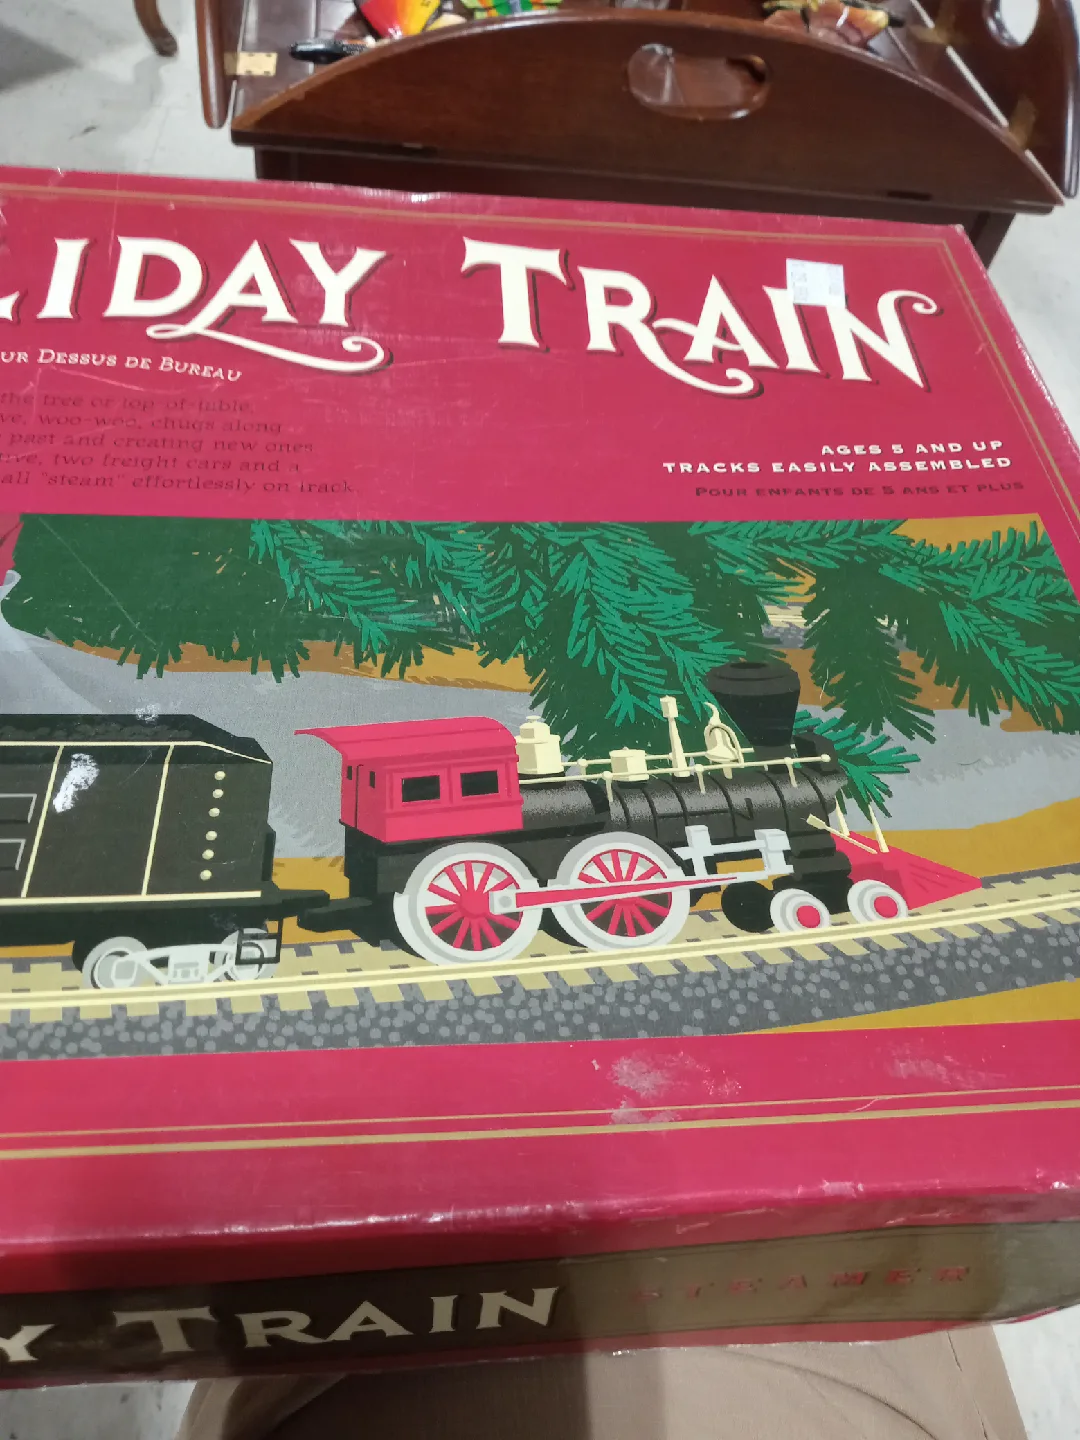 LIDAY TRAIN
UR DESSUS DE BUREAU
the tree or top-of-table,
ve, woo-woo, chugs along
past and creating new ones
tive, two freight cars and a
all "steam" effortlessly on track.
AGES 5 AND UP
TRACKS EASILY ASSEMBLED
POUR ENFANTS DE 5 ANS ET PLUS
Y TRAIN STEAMER